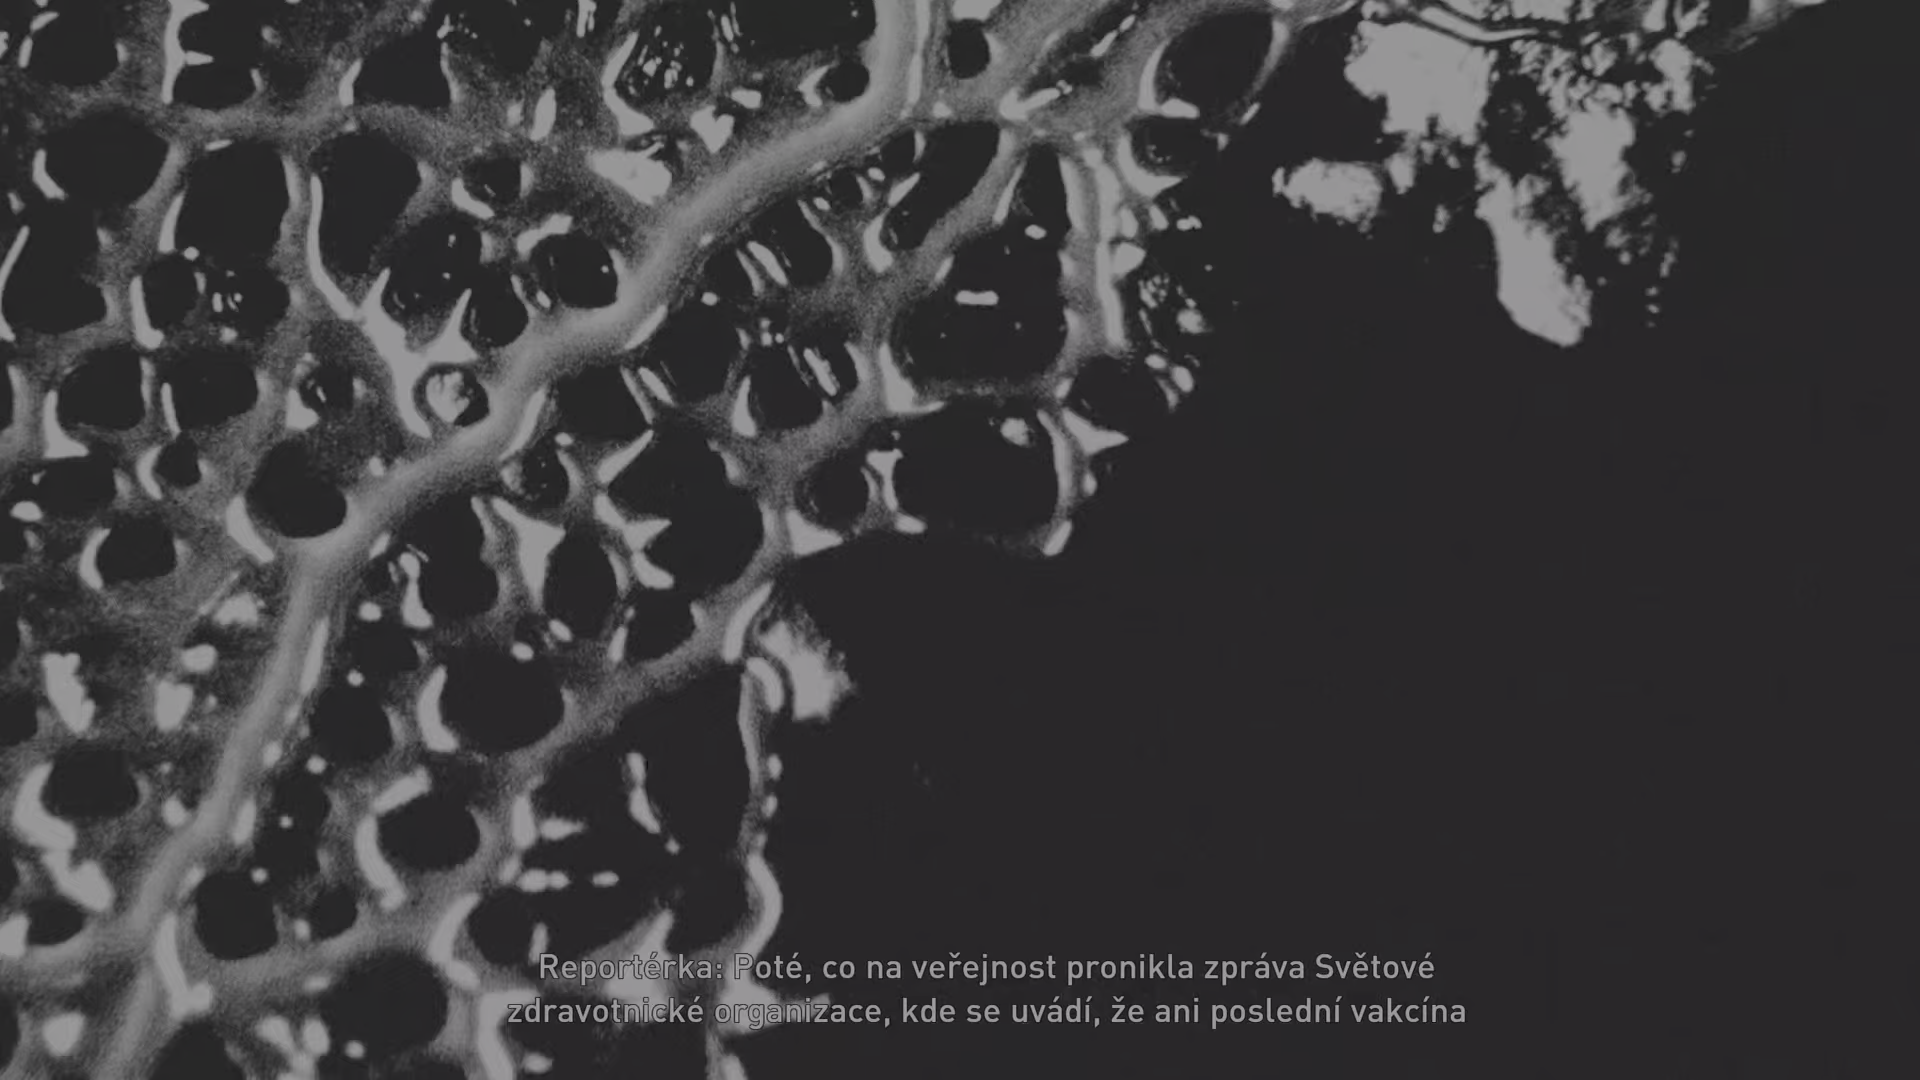 Reportérka: Poté, co na veřejnost pronikla zpráva Světové
zdravotnické organizace, kde se uvádí, že ani poslední vakcína